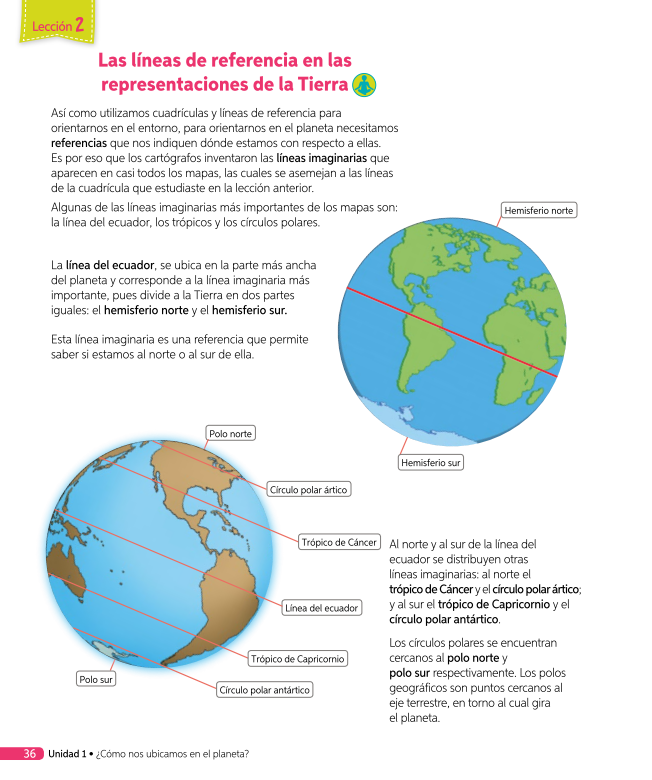 Lección 2
Las líneas de referencia en las
representaciones de la Tierra
Así como utilizamos cuadrículas y líneas de referencia para
orientarnos en el entorno, para orientarnos en el planeta necesitamos
referencias que nos indiquen dónde estamos con respecto a ellas.
Es por eso que los cartógrafos inventaron las líneas imaginarias que
aparecen en casi todos los mapas, las cuales se asemejan a las líneas
de la cuadrícula que estudiaste en la lección anterior.
Algunas de las líneas imaginarias más importantes de los mapas son:
la línea del ecuador, los trópicos y los círculos polares.
Hemisferio norte
La línea del ecuador, se ubica en la parte más ancha
del planeta y corresponde a la línea imaginaria más
importante, pues divide a la Tierra en dos partes
iguales: el hemisferio norte y el hemisferio sur.
Esta línea imaginaria es una referencia que permite
saber si estamos al norte o al sur de ella.
Hemisferio sur
Polo norte
Círculo polar ártico
Trópico de Cáncer
Línea del ecuador
Trópico de Capricornio
Círculo polar antártico
Polo sur
Al norte y al sur de la línea del
ecuador se distribuyen otras
líneas imaginarias: al norte el
trópico de Cáncer y el círculo polar ártico;
y al sur el trópico de Capricornio y el
círculo polar antártico.
Los círculos polares se encuentran
cercanos al polo norte y
polo sur respectivamente. Los polos
geográficos son puntos cercanos al
eje terrestre, en torno al cual gira
el planeta.
36 Unidad 1 • ¿Cómo nos ubicamos en el planeta?